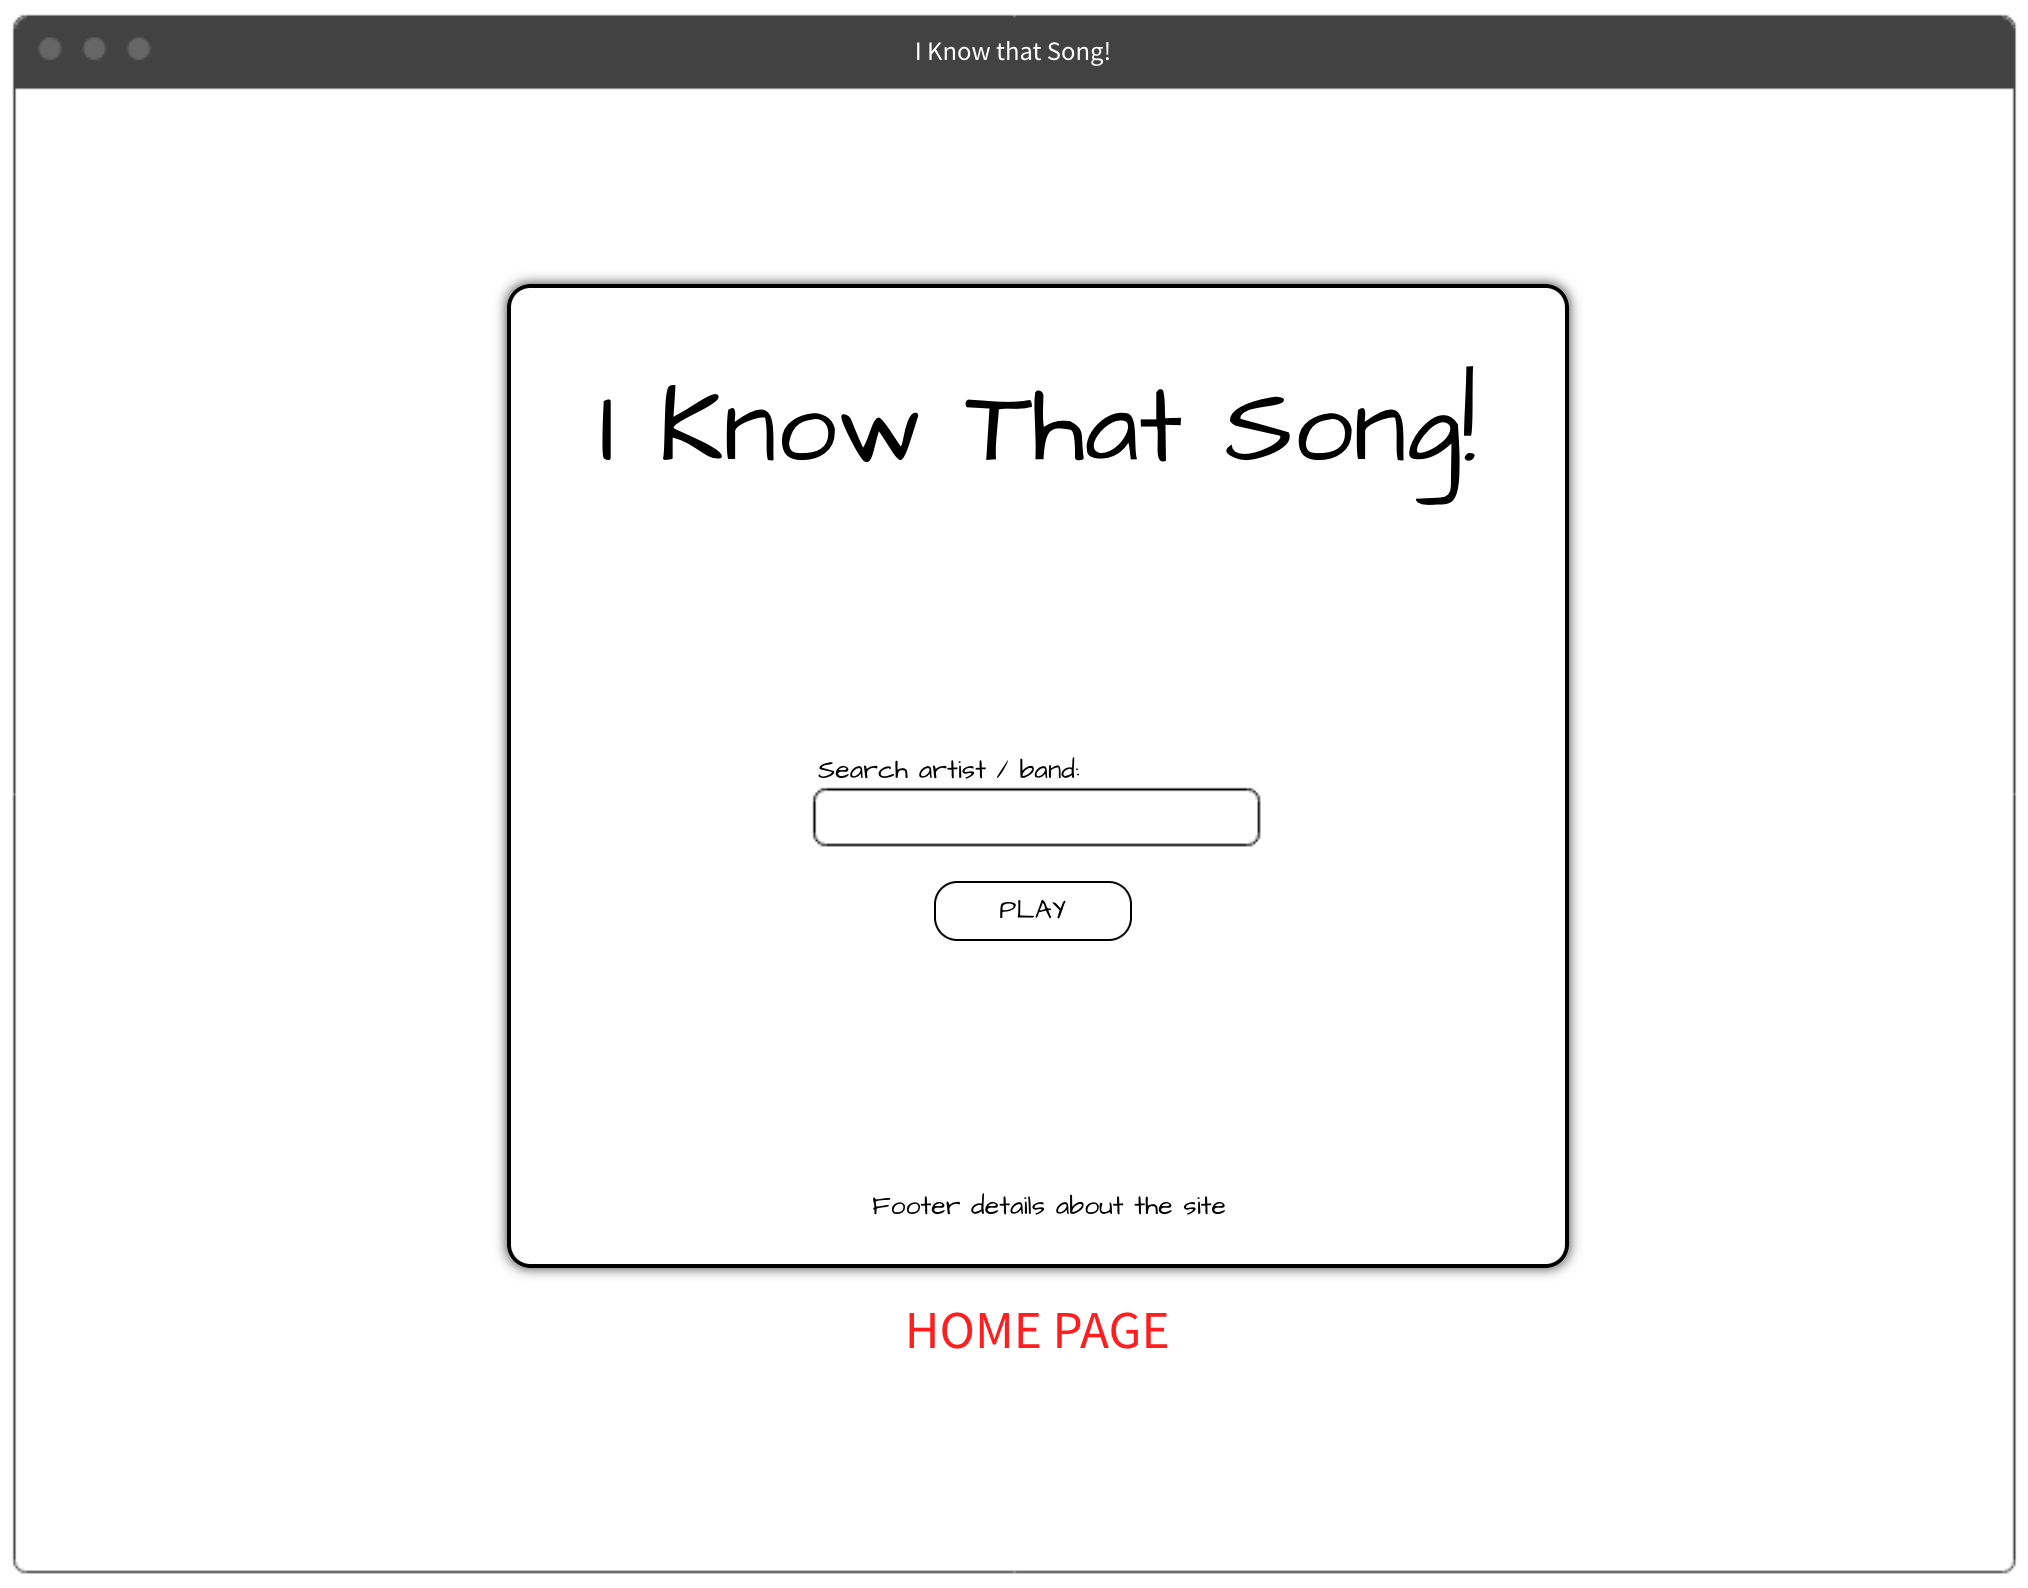 I Know that Song!
I Know That Song!
Search artist / band:
PLAY
Footer details about the site
HOME PAGE